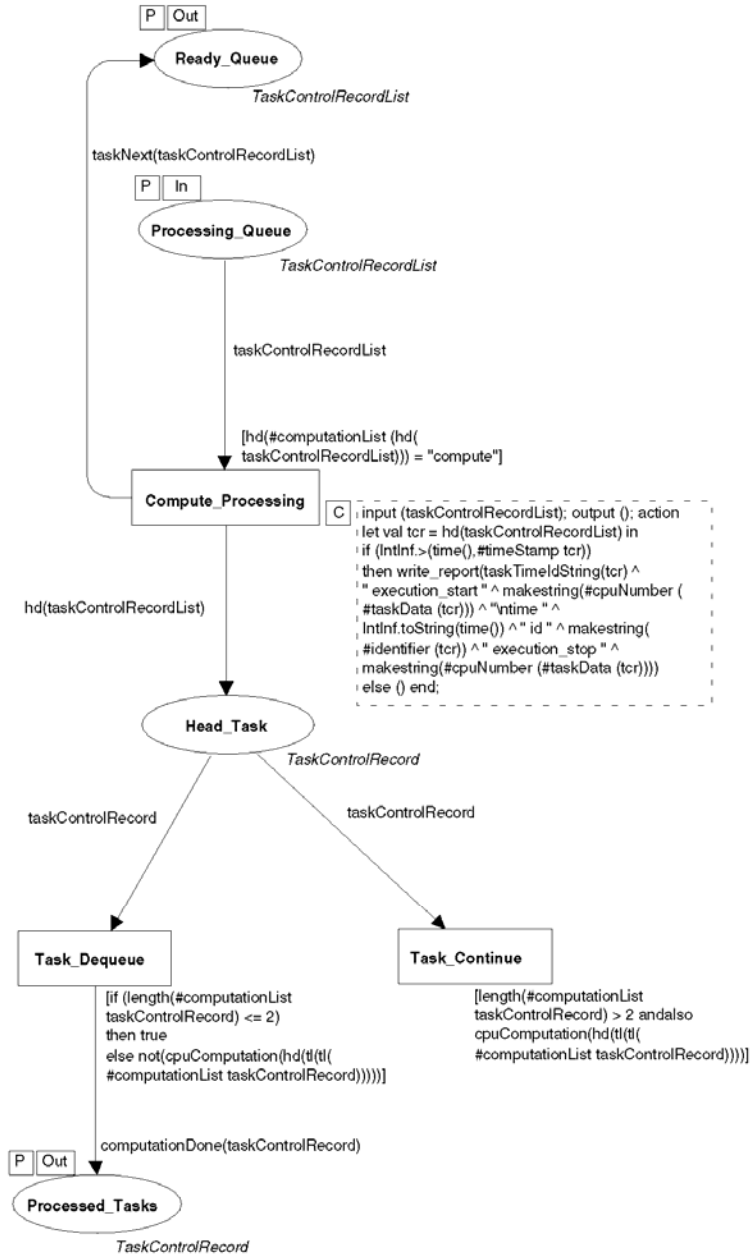 P Out
Ready_Queue
TaskControlRecordList
taskNext(taskControlRecordList)
P In
Processing_Queue
TaskControlRecordList
taskControlRecordList
[hd(#computationList (hd(
taskControlRecordList))) = "compute"]
Compute_Processing
C
input (taskControlRecordList); output (); action
let val tcr = hd(taskControlRecordList) in
if (IntInf.>(time(),#timeStamp tcr))
then write_report(taskTimeIdString(tcr) ^
" execution_start " ^ makestring(#cpuNumber (
#taskData (tcr))) ^ "\ntime " ^
IntInf.toString(time()) ^ " id " ^ makestring(
#identifier (tcr)) ^ " execution_stop " ^
makestring(#cpuNumber (#taskData (tcr))))
else () end;
hd(taskControlRecordList)
Head_Task
TaskControlRecord
taskControlRecord
taskControlRecord
Task_Dequeue
[if (length(#computationList
taskControlRecord) <= 2)
then true
else not(cpuComputation(hd(tl(tl(
#computationList taskControlRecord)))))]
Task_Continue
[length(#computationList
taskControlRecord) > 2 andalso
cpuComputation(hd(tl(tl(
#computationList taskControlRecord))))]
computationDone(taskControlRecord)
P Out
Processed_Tasks
TaskControlRecord